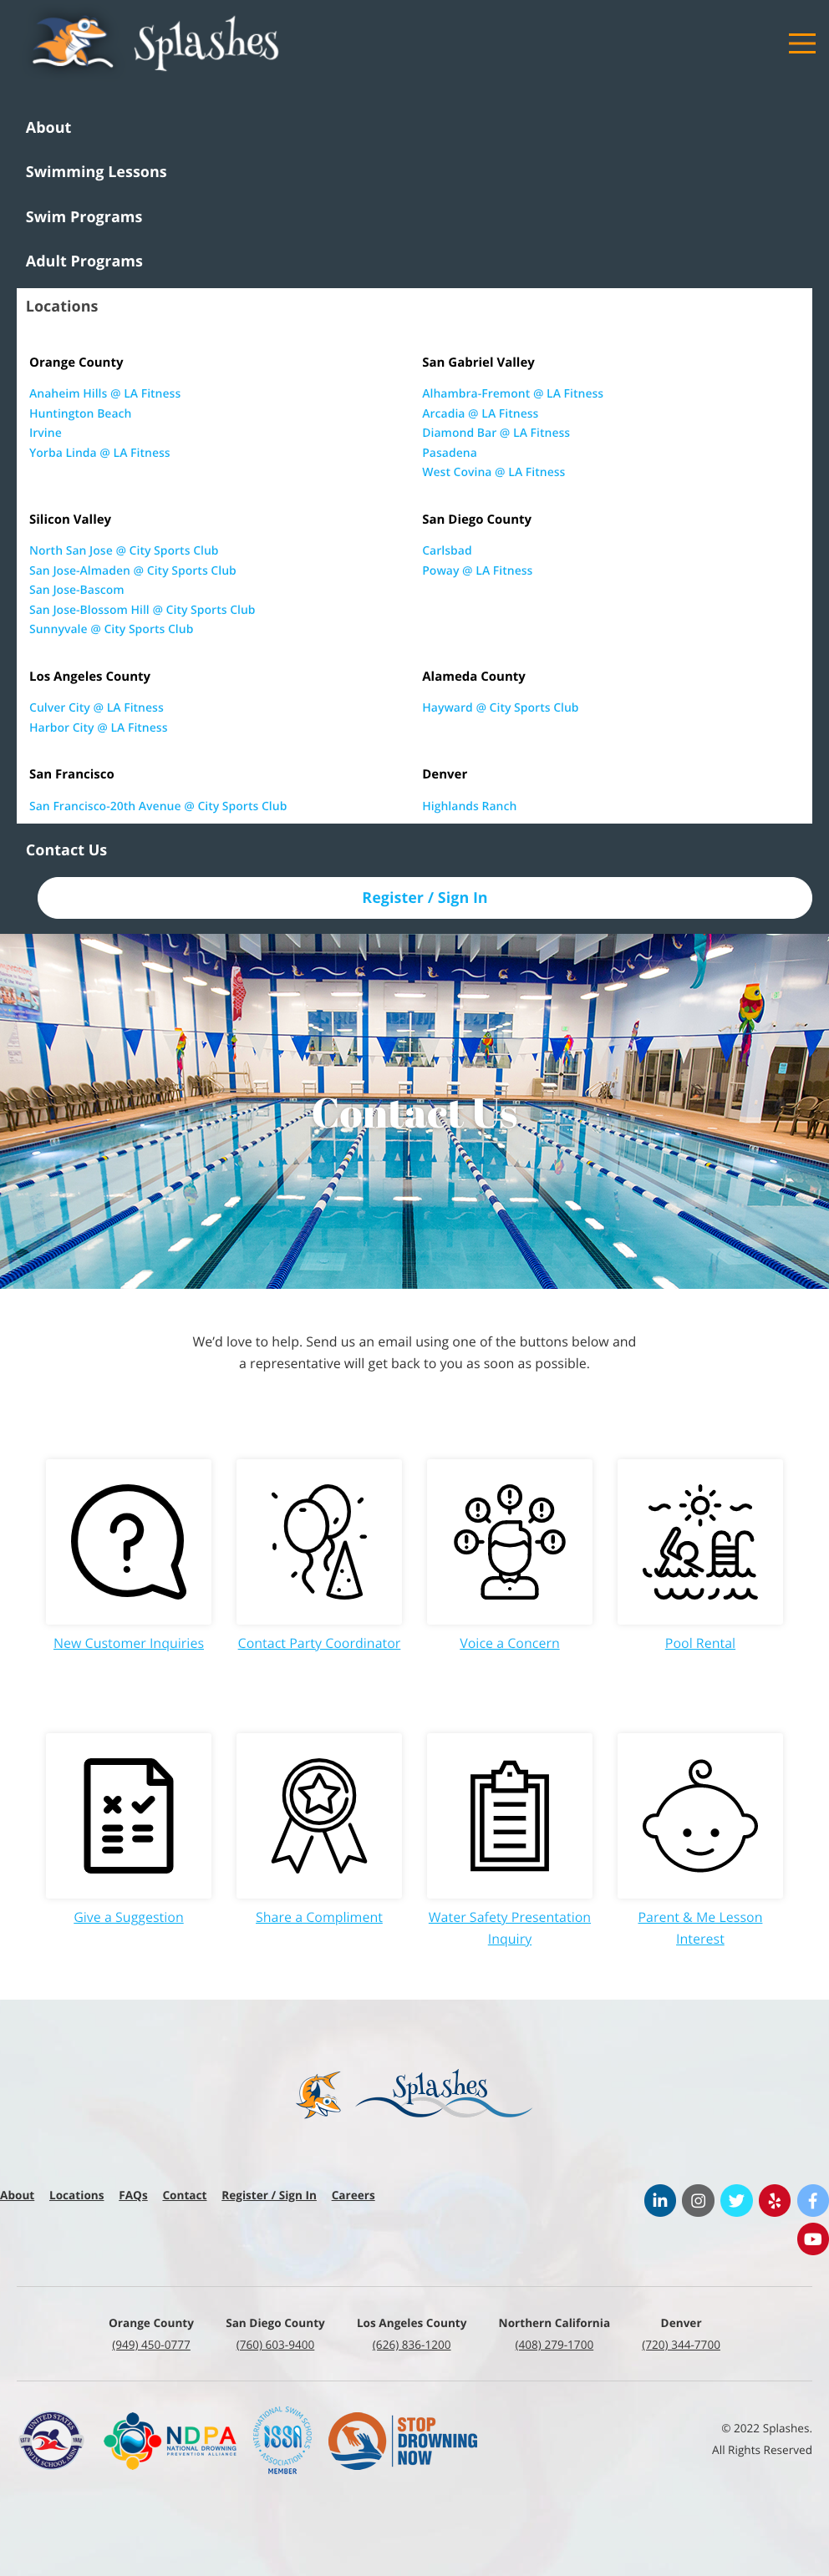 Splashes
About
Swimming Lessons
Swim Programs
Adult Programs
Locations
Orange County
Anaheim Hills @ LA Fitness
Huntington Beach
Irvine
Yorba Linda @ LA Fitness
San Gabriel Valley
Alhambra-Fremont @ LA Fitness
Arcadia @ LA Fitness
Diamond Bar @ LA Fitness
Pasadena
West Covina @ LA Fitness
Silicon Valley
North San Jose @ City Sports Club
San Jose-Almaden @ City Sports Club
San Jose-Bascom
San Jose-Blossom Hill @ City Sports Club
Sunnyvale @ City Sports Club
San Diego County
Carlsbad
Poway @ LA Fitness
Los Angeles County
Culver City @ LA Fitness
Harbor City @ LA Fitness
Alameda County
Hayward @ City Sports Club
San Francisco
San Francisco-20th Avenue @ City Sports Club
Denver
Highlands Ranch
Contact Us
Register / Sign In
Contact Us
We’d love to help. Send us an email using one of the buttons below and
a representative will get back to you as soon as possible.
New Customer Inquiries
Contact Party Coordinator
Voice a Concern
Pool Rental
Give a Suggestion
Share a Compliment
Water Safety Presentation
Inquiry
Parent & Me Lesson
Interest
Splashes
About Locations FAQs Contact Register / Sign In Careers
Orange County
(949) 450-0777
San Diego County
(760) 603-9400
Los Angeles County
(626) 836-1200
Northern California
(408) 279-1700
Denver
(720) 344-7700
UNITED STATES
SWIM SCHOOL ASSN
NDPA
NATIONAL DROWNING
PREVENTION ALLIANCE
INTERNATIONAL SWIM SCHOOLS
ISSA
ASSOCIATION
MEMBER
STOP
DROWNING
NOW
© 2022 Splashes.
All Rights Reserved